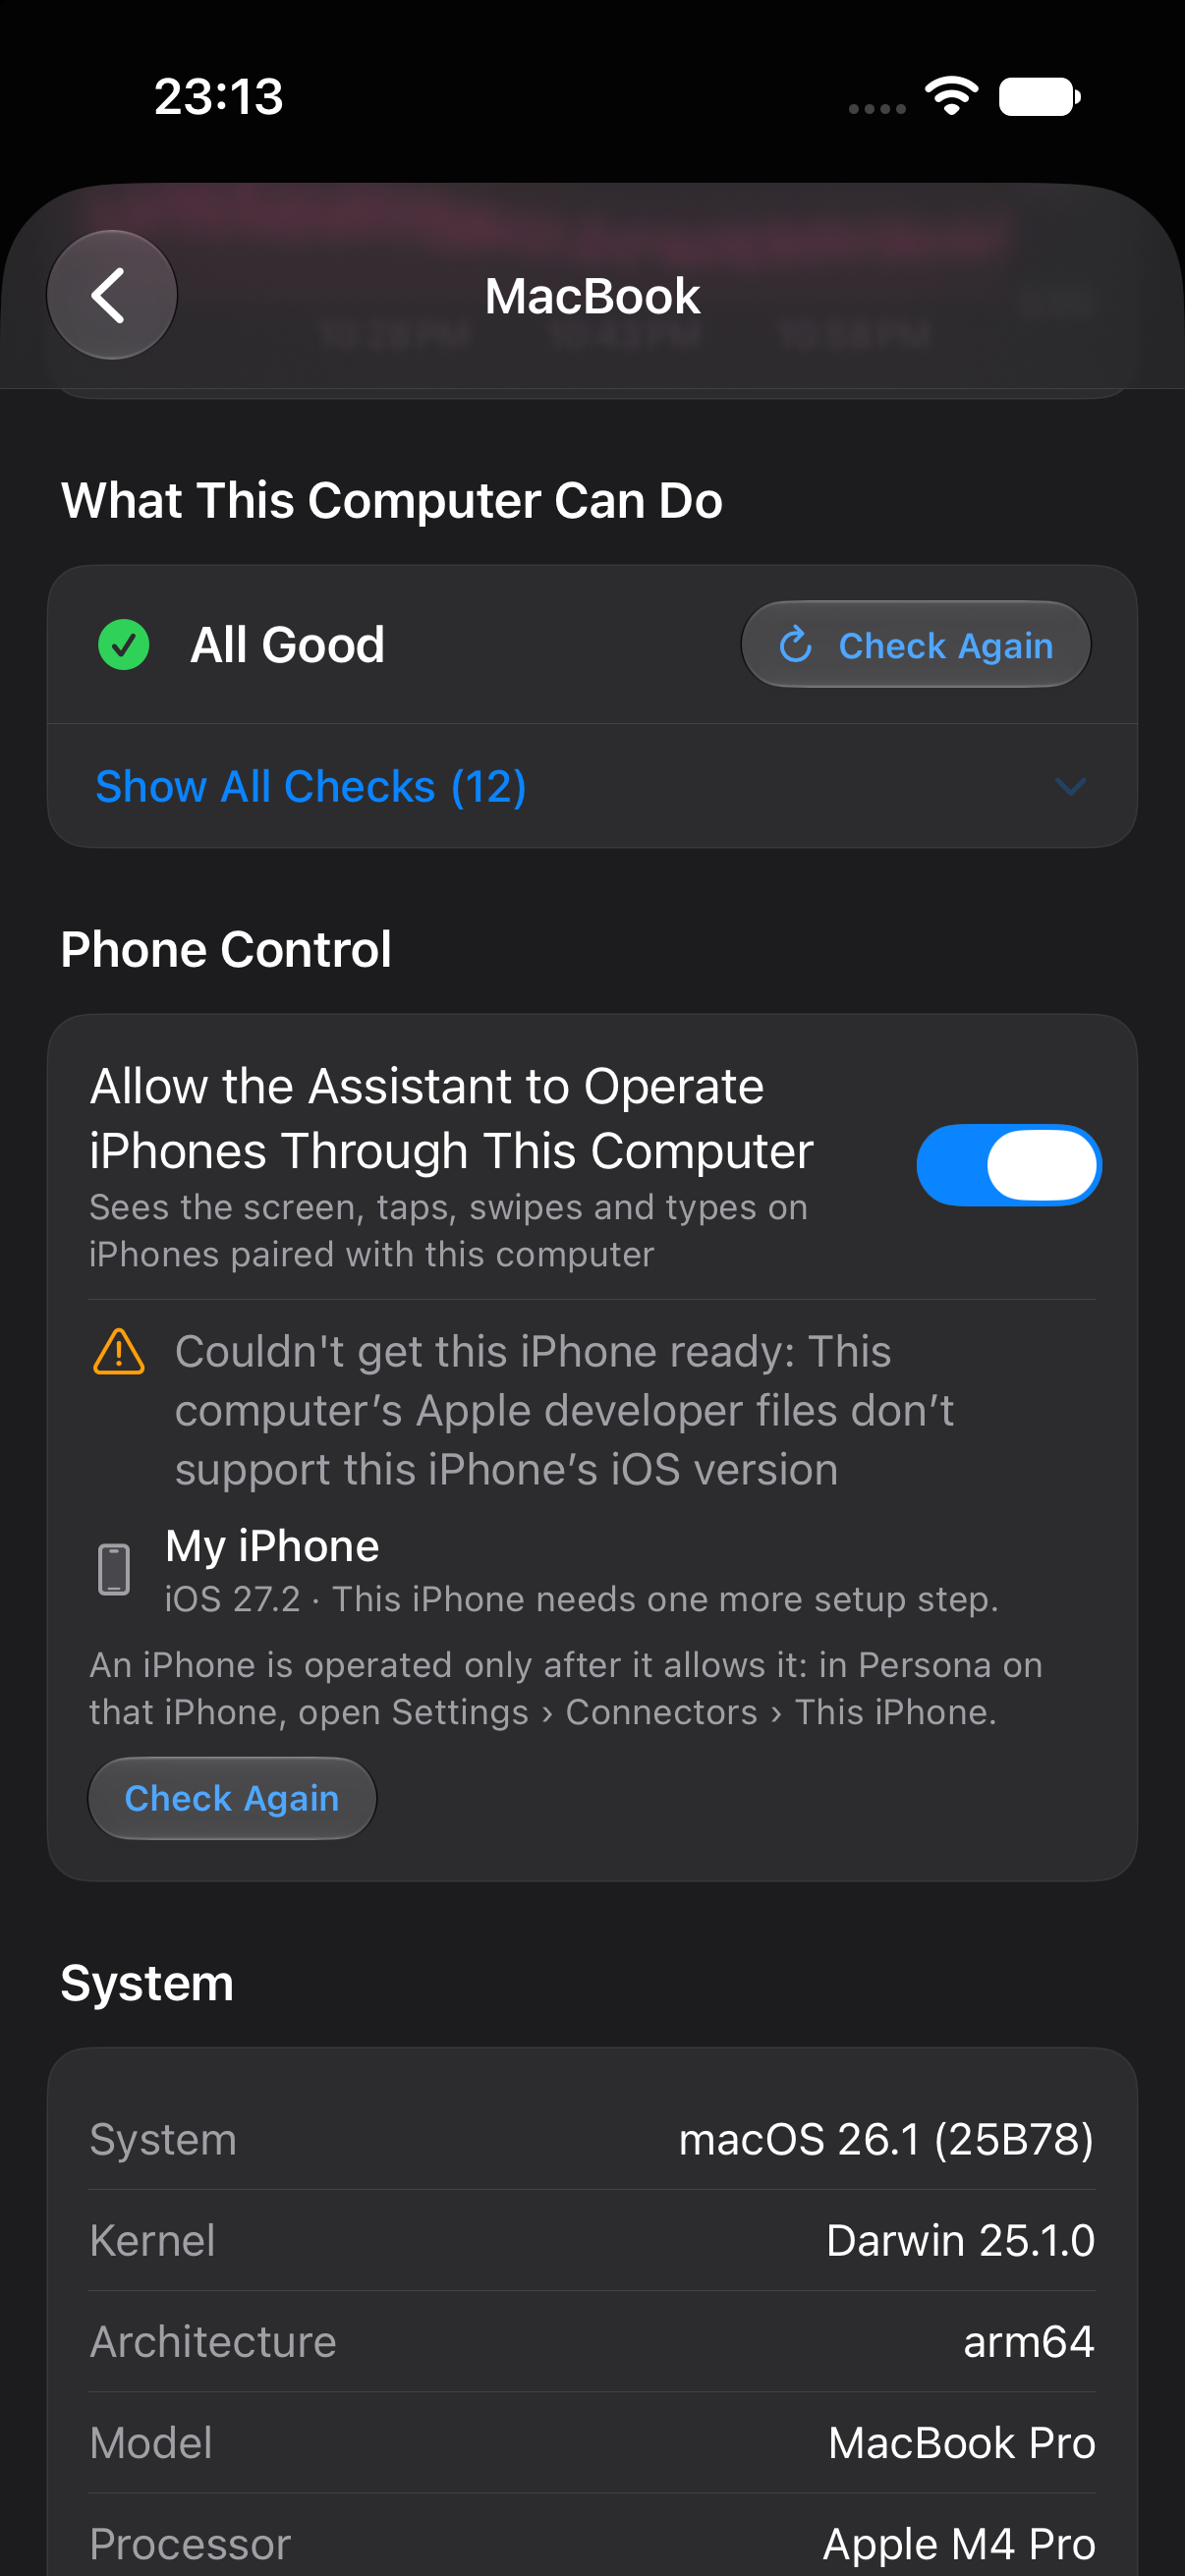 23:13
MacBook
What This Computer Can Do
All Good
Check Again
Show All Checks (12)
Phone Control
Allow the Assistant to Operate
iPhones Through This Computer
Sees the screen, taps, swipes and types on
iPhones paired with this computer
Couldn't get this iPhone ready: This
computer’s Apple developer files don’t
support this iPhone’s iOS version
My iPhone
iOS 27.2 · This iPhone needs one more setup step.
An iPhone is operated only after it allows it: in Persona on
that iPhone, open Settings › Connectors › This iPhone.
Check Again
System
System macOS 26.1 (25B78)
Kernel Darwin 25.1.0
Architecture arm64
Model MacBook Pro
Processor Apple M4 Pro